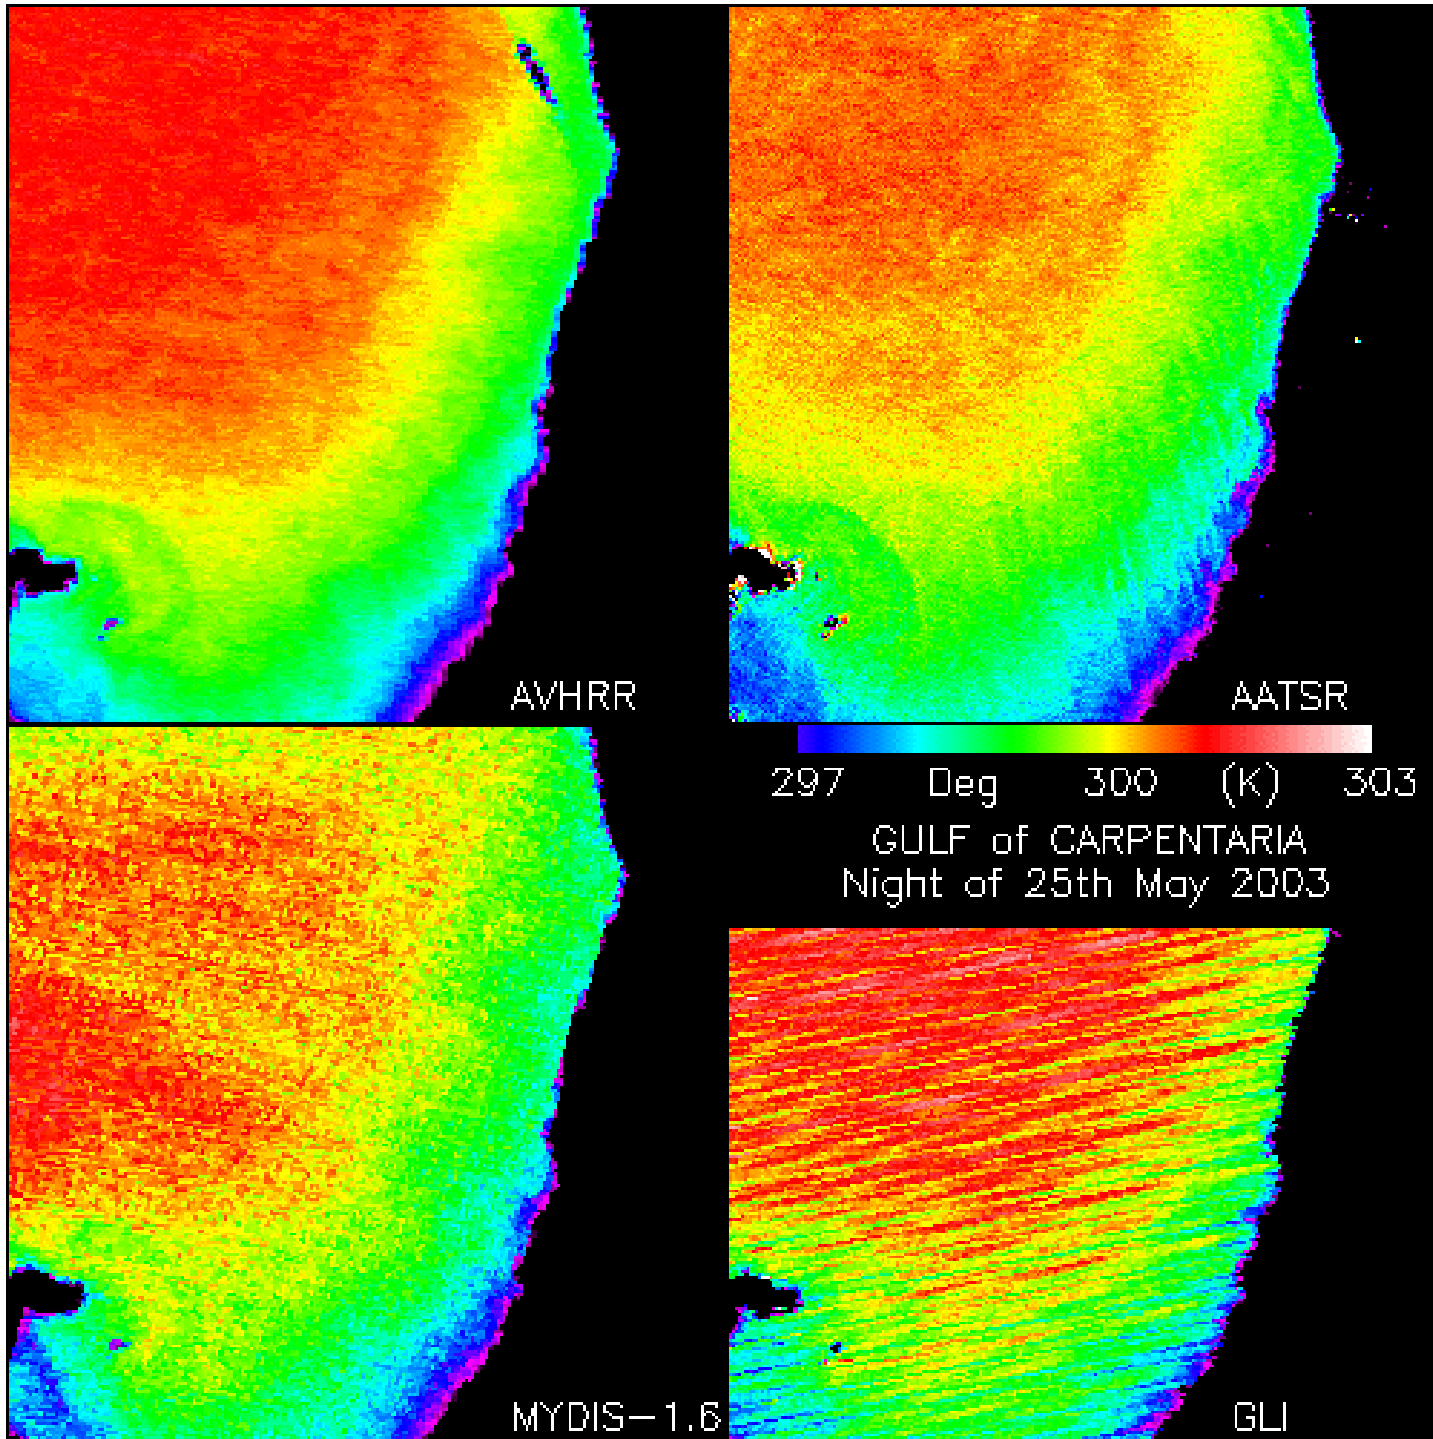 AVHRR
AATSR
297 Deg 300 (K) 303
GULF of CARPENTARIA
Night of 25th May 2003
MYDIS-1.6
GLI